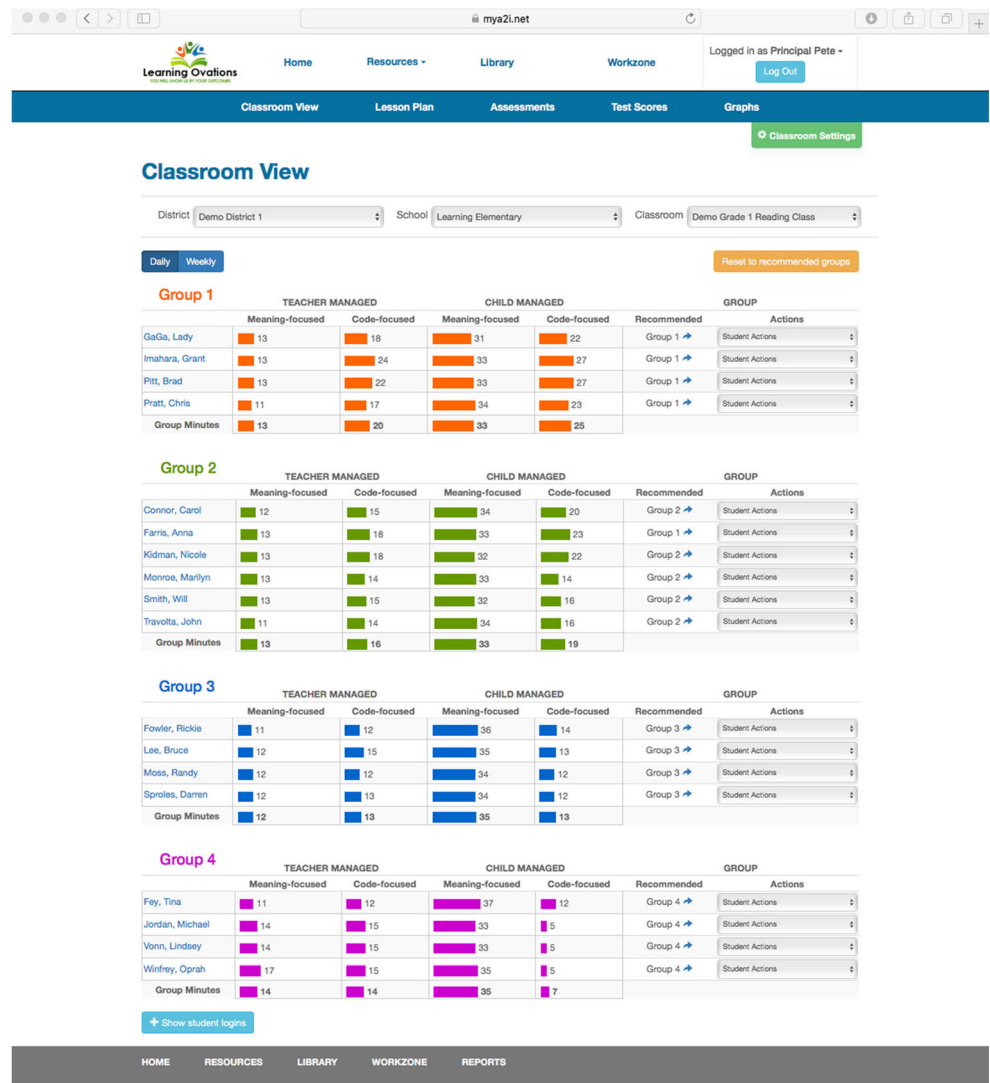 mya2i.net
Learning Ovations
YOU WILL KNOW US BY YOUR OUTCOMES
Home Resources Library Workzone
Logged in as Principal Pete
Log Out
Classroom View Lesson Plan Assessments Test Scores Graphs
Classroom Settings
Classroom View
District Demo District 1 School Learning Elementary Classroom Demo Grade 1 Reading Class
Daily Weekly Reset to recommended groups
Group 1 TEACHER MANAGED CHILD MANAGED GROUP
Meaning-focused Code-focused Meaning-focused Code-focused Recommended Actions
GaGa, Lady 13 18 31 22 Group 1 Student Actions
Imahara, Grant 13 24 33 27 Group 1 Student Actions
Pitt, Brad 13 22 33 27 Group 1 Student Actions
Pratt, Chris 11 17 34 23 Group 1 Student Actions
Group Minutes 13 20 33 25
Group 2 TEACHER MANAGED CHILD MANAGED GROUP
Meaning-focused Code-focused Meaning-focused Code-focused Recommended Actions
Connor, Carol 12 15 34 20 Group 2 Student Actions
Farris, Anna 13 18 33 23 Group 1 Student Actions
Kidman, Nicole 13 18 32 22 Group 2 Student Actions
Monroe, Marilyn 13 14 33 14 Group 2 Student Actions
Smith, Will 13 15 32 16 Group 2 Student Actions
Travolta, John 11 14 34 16 Group 2 Student Actions
Group Minutes 13 16 33 19
Group 3 TEACHER MANAGED CHILD MANAGED GROUP
Meaning-focused Code-focused Meaning-focused Code-focused Recommended Actions
Fowler, Rickie 11 12 36 14 Group 3 Student Actions
Lee, Bruce 12 15 35 13 Group 3 Student Actions
Moss, Randy 12 12 34 12 Group 3 Student Actions
Sproles, Darren 12 13 34 12 Group 3 Student Actions
Group Minutes 12 13 35 13
Group 4 TEACHER MANAGED CHILD MANAGED GROUP
Meaning-focused Code-focused Meaning-focused Code-focused Recommended Actions
Fey, Tina 11 12 37 12 Group 4 Student Actions
Jordan, Michael 14 15 33 5 Group 4 Student Actions
Vonn, Lindsey 14 15 33 5 Group 4 Student Actions
Winfrey, Oprah 17 15 35 5 Group 4 Student Actions
Group Minutes 14 14 35 7
+ Show student logins
HOME RESOURCES LIBRARY WORKZONE REPORTS